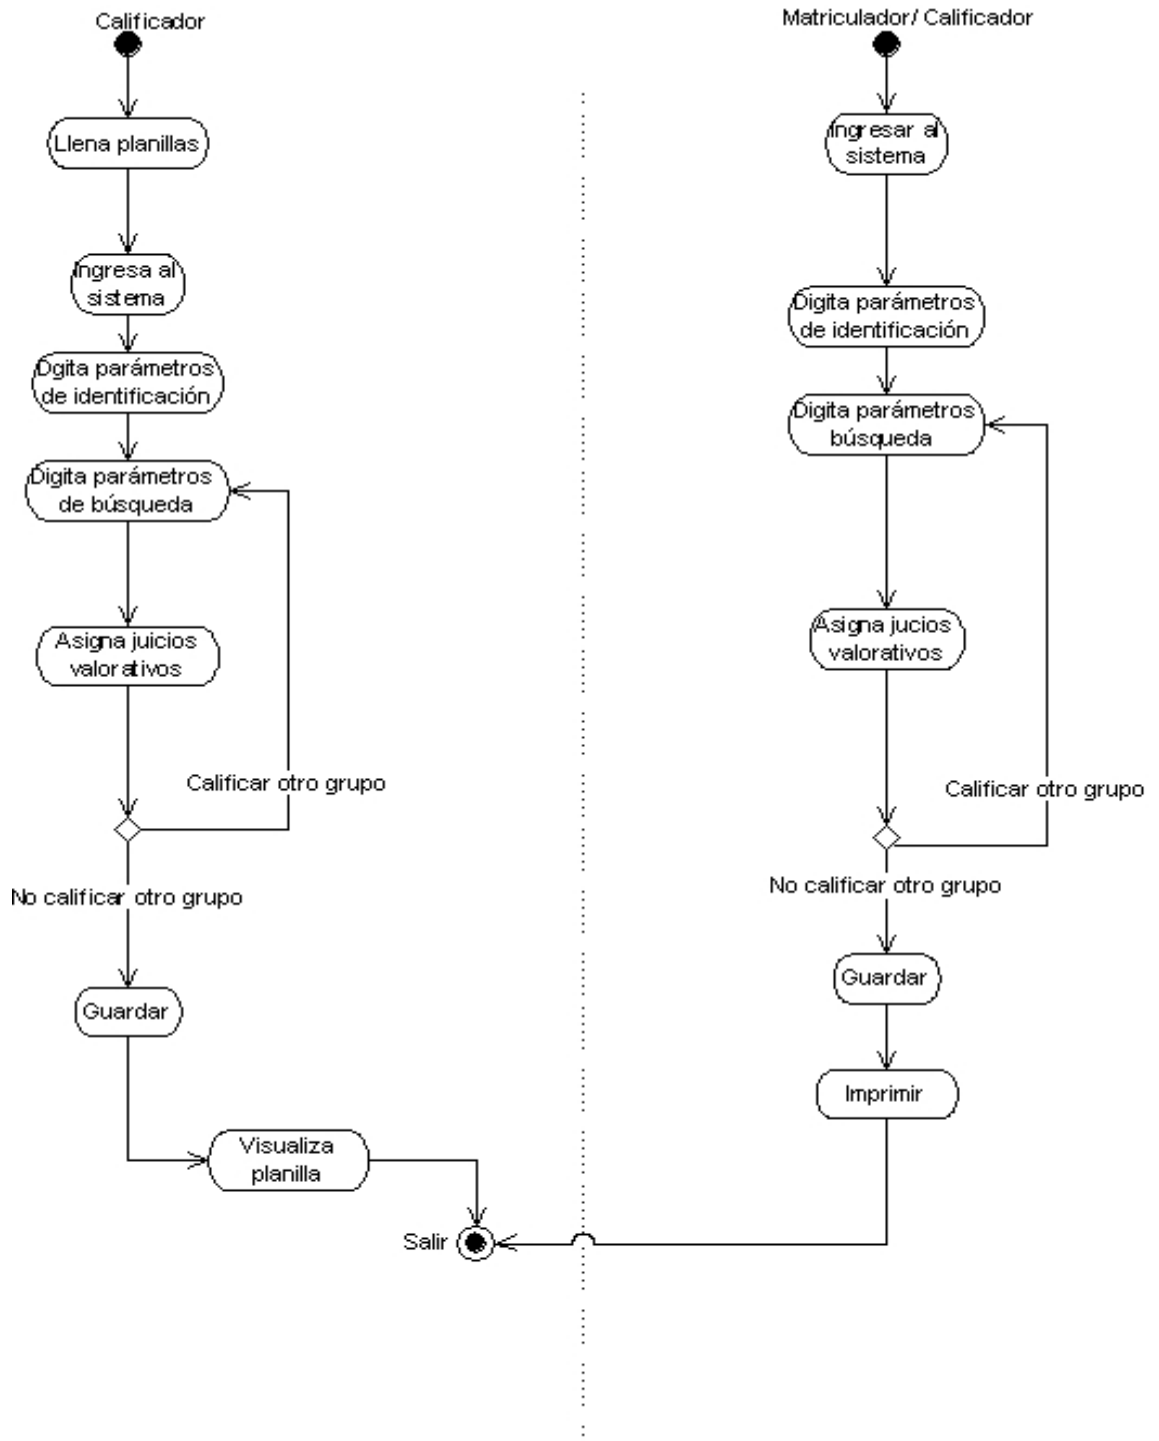 Calificador
Llena planillas
Ingresa al
sistema
Dgita parámetros
de identificación
Digita parámetros
de búsqueda
Asigna juicios
valorativos
Calificar otro grupo
No calificar otro grupo
Guardar
Visualiza
planilla
Salir
Matriculador/ Calificador
Ingresar al
sistema
Digita parámetros
de identificación
Digita parámetros
búsqueda
Asigna jucios
valorativos
Calificar otro grupo
No calificar otro grupo
Guardar
Imprimir